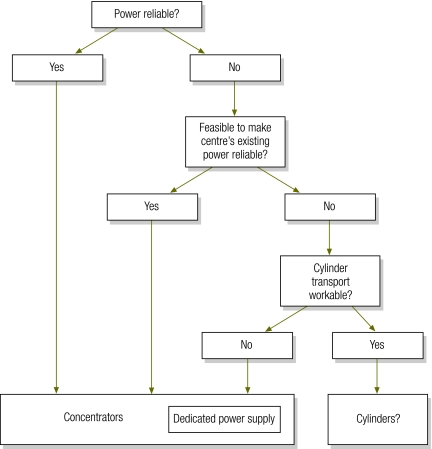 Power reliable?
Yes
No
Feasible to make
centre's existing
power reliable?
Yes
No
Cylinder
transport
workable?
No
Yes
Concentrators
Dedicated power supply
Cylinders?